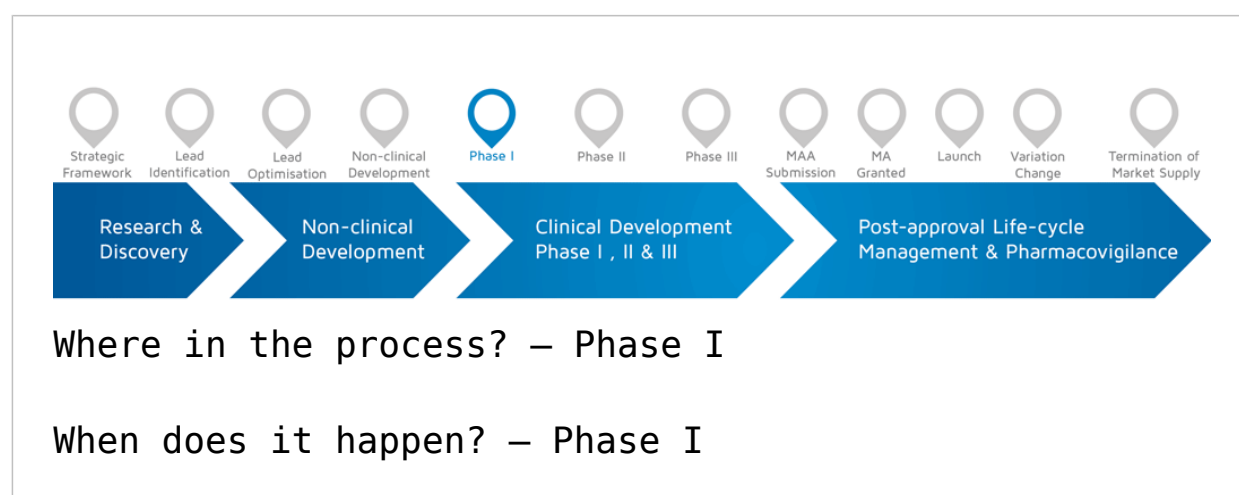 Strategic Framework
Lead Identification
Lead Optimisation
Non-clinical Development
Phase I
Phase II
Phase III
MAA Submission
MA Granted
Launch
Variation Change
Termination of Market Supply
Research &
Discovery
Non-clinical
Development
Clinical Development
Phase I , II & III
Post-approval Life-cycle
Management & Pharmacovigilance
Where in the process? – Phase I
When does it happen? – Phase I